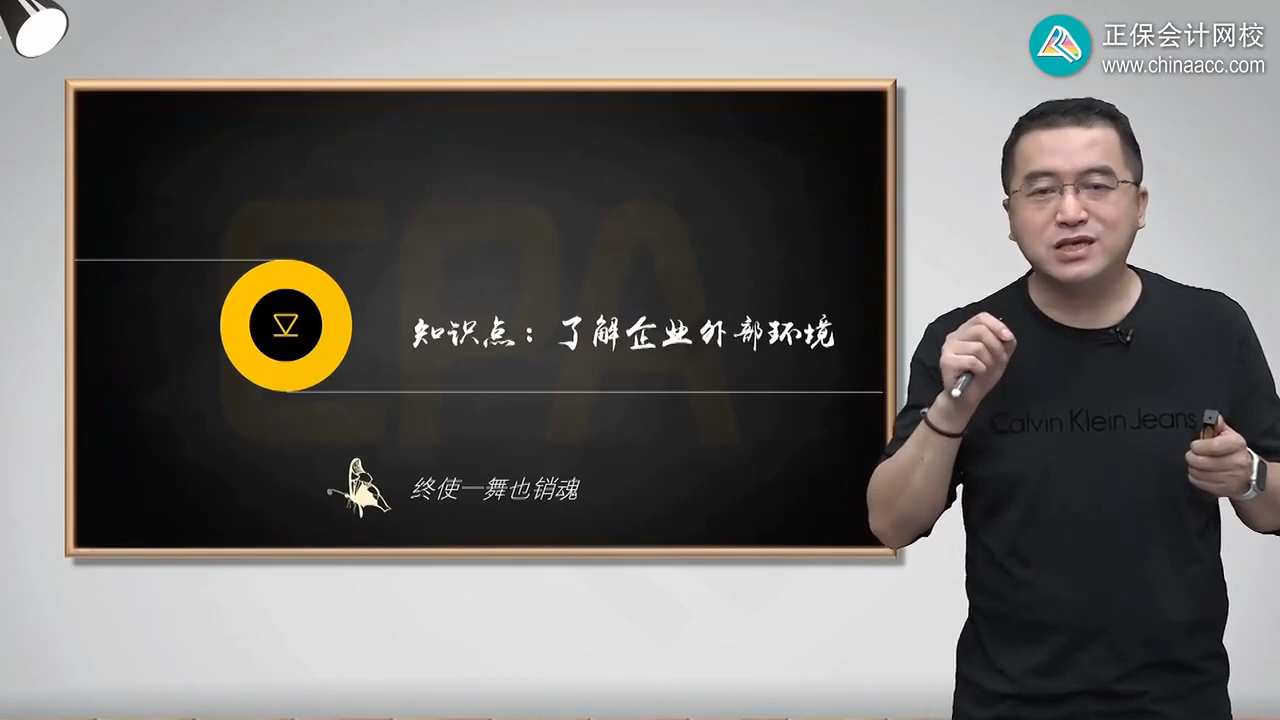 正保会计网校
www.chinaacc.com
CPA
知识点：了解企业外部环境
Calvin Klein Jeans
终使一舞也销魂